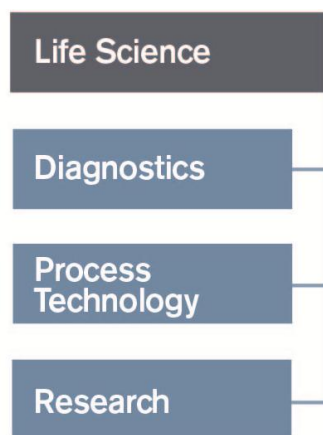 Life Science
Diagnostics
Process
Technology
Research